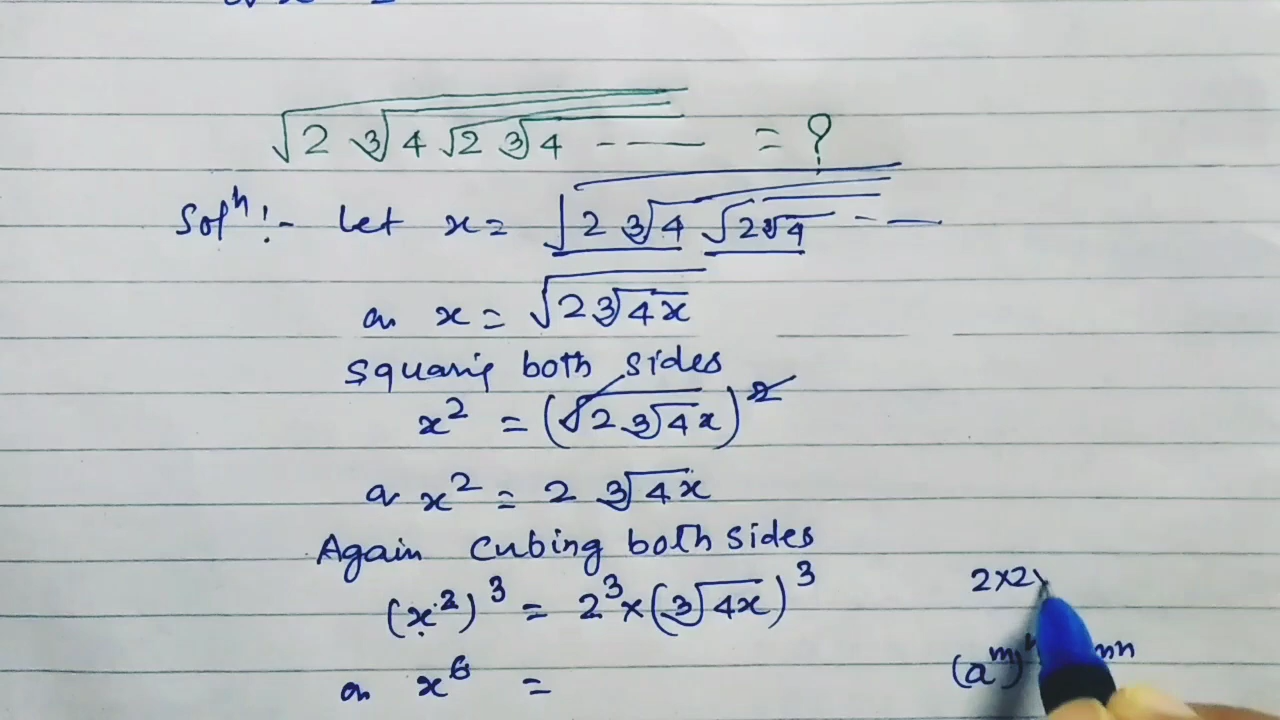 √2 ∛4 √2 ∛4 ------ = ?
Solⁿ!- Let x = √2 ∛4 √2∛4 -- —
or x = √2∛4x
Squaring both sides
x² = (√2∛4x)²
or x² = 2 ∛4x
Again Cubing both sides
(x²)³ = 2³×(∛4x)³
2×2×
or x⁶ =
(aᵐ)
mn